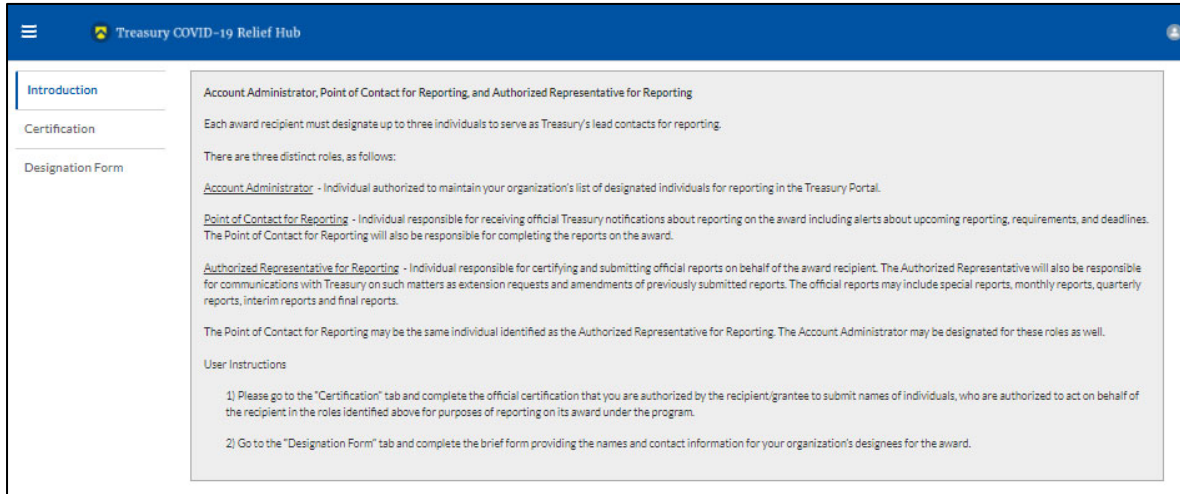 Treasury COVID-19 Relief Hub
Introduction
Certification
Designation Form
Account Administrator, Point of Contact for Reporting, and Authorized Representative for Reporting
Each award recipient must designate up to three individuals to serve as Treasury's lead contacts for reporting.
There are three distinct roles, as follows:
Account Administrator - Individual authorized to maintain your organization's list of designated individuals for reporting in the Treasury Portal.
Point of Contact for Reporting - Individual responsible for receiving official Treasury notifications about reporting on the award including alerts about upcoming reporting, requirements, and deadlines.
The Point of Contact for Reporting will also be responsible for completing the reports on the award.
Authorized Representative for Reporting - Individual responsible for certifying and submitting official reports on behalf of the award recipient. The Authorized Representative will also be responsible
for communications with Treasury on such matters as extension requests and amendments of previously submitted reports. The official reports may include special reports, monthly reports, quarterly
reports, interim reports and final reports.
The Point of Contact for Reporting may be the same individual identified as the Authorized Representative for Reporting. The Account Administrator may be designated for these roles as well.
User Instructions
1) Please go to the "Certification" tab and complete the official certification that you are authorized by the recipient/grantee to submit names of individuals, who are authorized to act on behalf of
the recipient in the roles identified above for purposes of reporting on its award under the program.
2) Go to the "Designation Form" tab and complete the brief form providing the names and contact information for your organization's designees for the award.